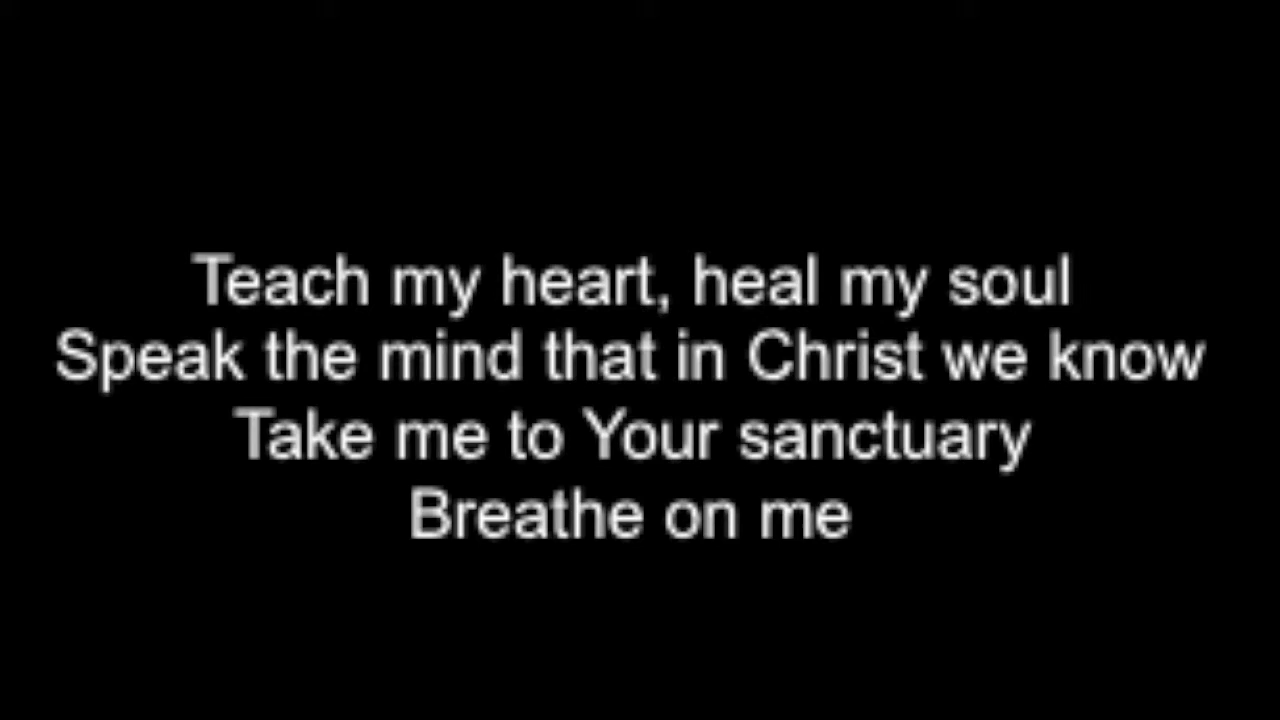 Teach my heart, heal my soul
Speak the mind that in Christ we know
Take me to Your sanctuary
Breathe on me